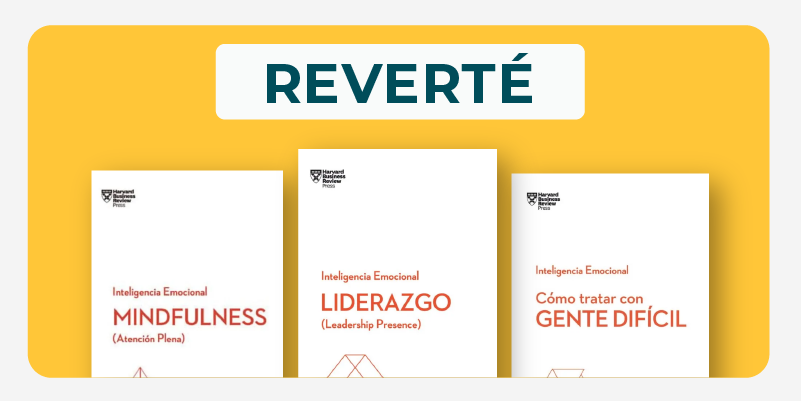 REVERTÉ
Harvard
Business
Review
Press
Inteligencia Emocional
MINDFULNESS
(Atención Plena)
Harvard
Business
Review
Press
Inteligencia Emocional
LIDERAZGO
(Leadership Presence)
Harvard
Business
Review
Press
Inteligencia Emocional
Cómo tratar con
GENTE DIFÍCIL